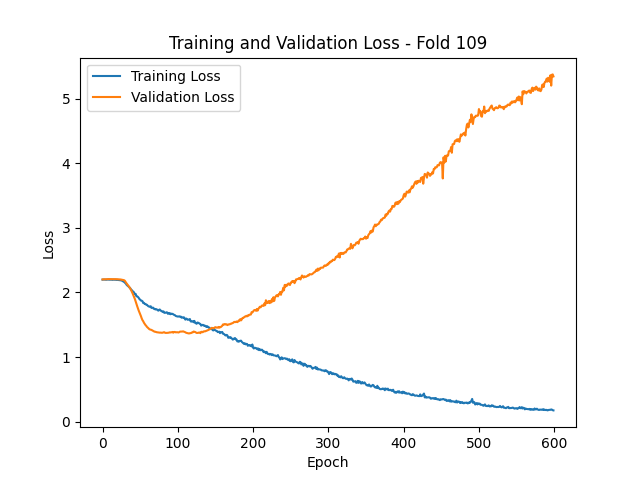 Training and Validation Loss - Fold 109
Training Loss
Validation Loss
Loss
5
4
3
2
1
0
0 100 200 300 400 500 600
Epoch